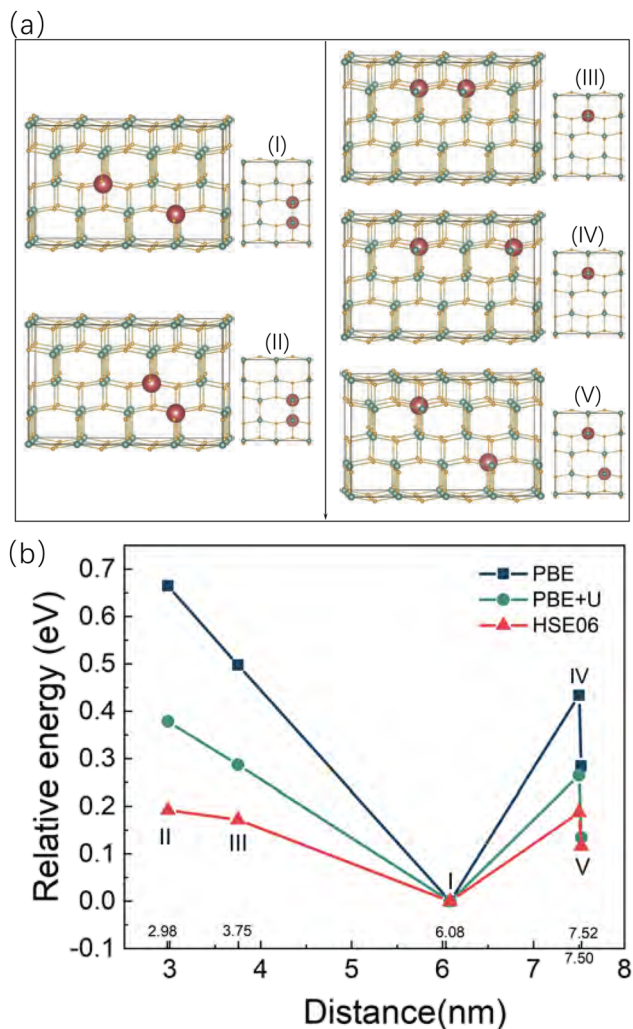 (a)
(I)
(II)
(III)
(IV)
(V)
(b)
PBE
PBE+U
HSE06
IV
I
II
III
V
0.7
0.6
0.5
0.4
0.3
0.2
0.1
0.0
-0.1
Relative energy (eV)
2.98 3.75 6.08 7.52
7.50
3 4 5 6 7 8
Distance(nm)